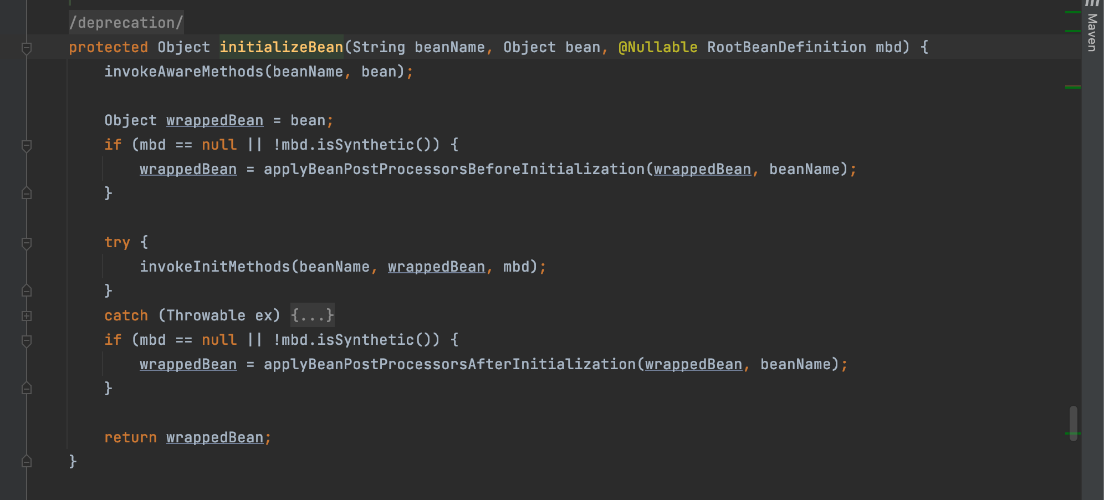 /deprecation/
protected Object initializeBean(String beanName, Object bean, @Nullable RootBeanDefinition mbd) {
invokeAwareMethods(beanName, bean);
Object wrappedBean = bean;
if (mbd == null || !mbd.isSynthetic()) {
wrappedBean = applyBeanPostProcessorsBeforeInitialization(wrappedBean, beanName);
}
try {
invokeInitMethods(beanName, wrappedBean, mbd);
}
catch (Throwable ex) {...}
if (mbd == null || !mbd.isSynthetic()) {
wrappedBean = applyBeanPostProcessorsAfterInitialization(wrappedBean, beanName);
}
return wrappedBean;
}
m
Maven